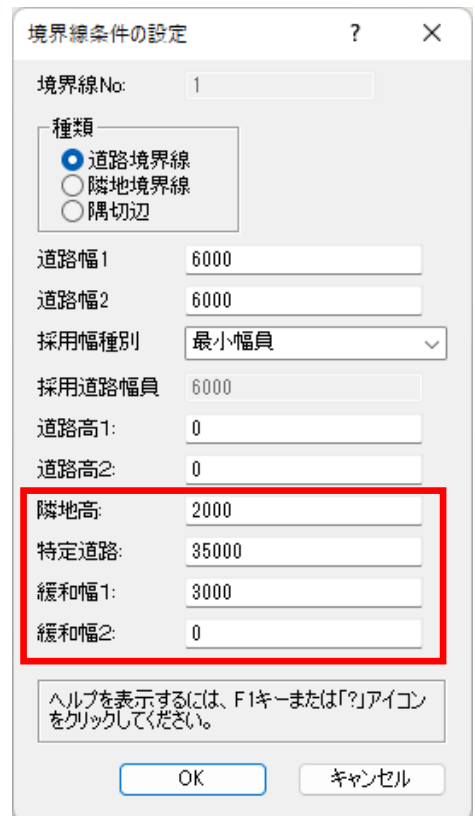 境界線条件の設定 ? ×
境界線No: 1
種類
道路境界線
隣地境界線
隅切辺
道路幅1 6000
道路幅2 6000
採用幅種別 最小幅員
採用道路幅員 6000
道路高1: 0
道路高2: 0
隣地高: 2000
特定道路: 35000
緩和幅1: 3000
緩和幅2: 0
ヘルプを表示するには、F1キーまたは「?」アイコン
をクリックしてください。
OK キャンセル